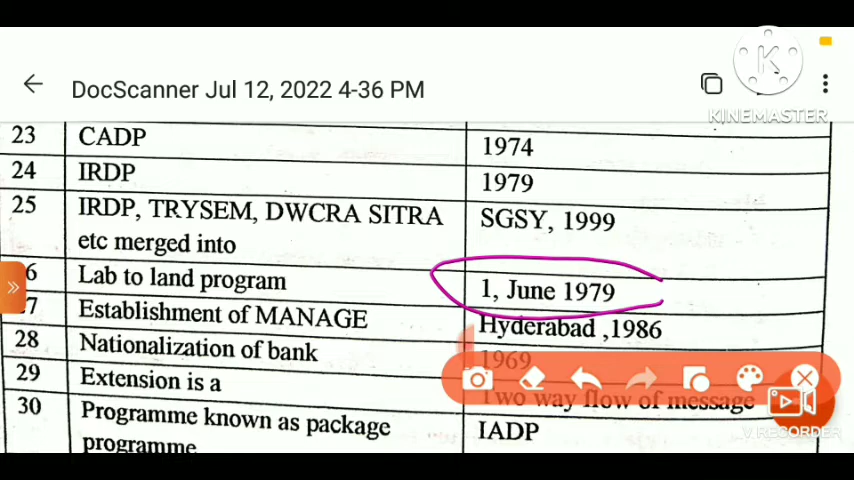 DocScanner Jul 12, 2022 4-36 PM
K
KINEMASTER
23 CADP 1974
24 IRDP 1979
25 IRDP, TRYSEM, DWCRA SITRA SGSY, 1999
etc merged into
6 Lab to land program 1, June 1979
27 Establishment of MANAGE Hyderabad ,1986
28 Nationalization of bank 1969
29 Extension is a Two way flow of message
30 Programme known as package IADP
programme
V RECORDER